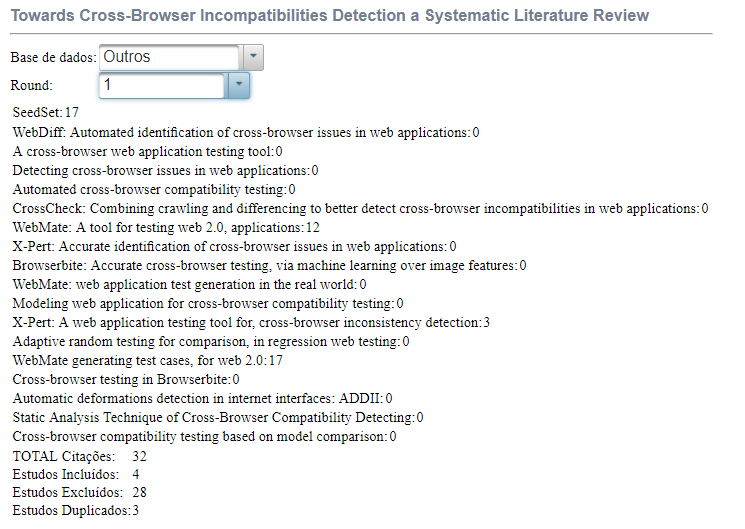 Towards Cross-Browser Incompatibilities Detection a Systematic Literature Review
Base de dados: Outros
Round: 1
SeedSet: 17
WebDiff: Automated identification of cross-browser issues in web applications: 0
A cross-browser web application testing tool: 0
Detecting cross-browser issues in web applications: 0
Automated cross-browser compatibility testing: 0
CrossCheck: Combining crawling and differencing to better detect cross-browser incompatibilities in web applications: 0
WebMate: A tool for testing web 2.0, applications: 12
X-Pert: Accurate identification of cross-browser issues in web applications: 0
Browserbite: Accurate cross-browser testing, via machine learning over image features: 0
WebMate: web application test generation in the real world: 0
Modeling web application for cross-browser compatibility testing: 0
X-Pert: A web application testing tool for, cross-browser inconsistency detection: 3
Adaptive random testing for comparison, in regression web testing: 0
WebMate generating test cases, for web 2.0: 17
Cross-browser testing in Browserbite: 0
Automatic deformations detection in internet interfaces: ADDII: 0
Static Analysis Technique of Cross-Browser Compatibility Detecting: 0
Cross-browser compatibility testing based on model comparison: 0
TOTAL Citações: 32
Estudos Incluídos: 4
Estudos Excluídos: 28
Estudos Duplicados: 3